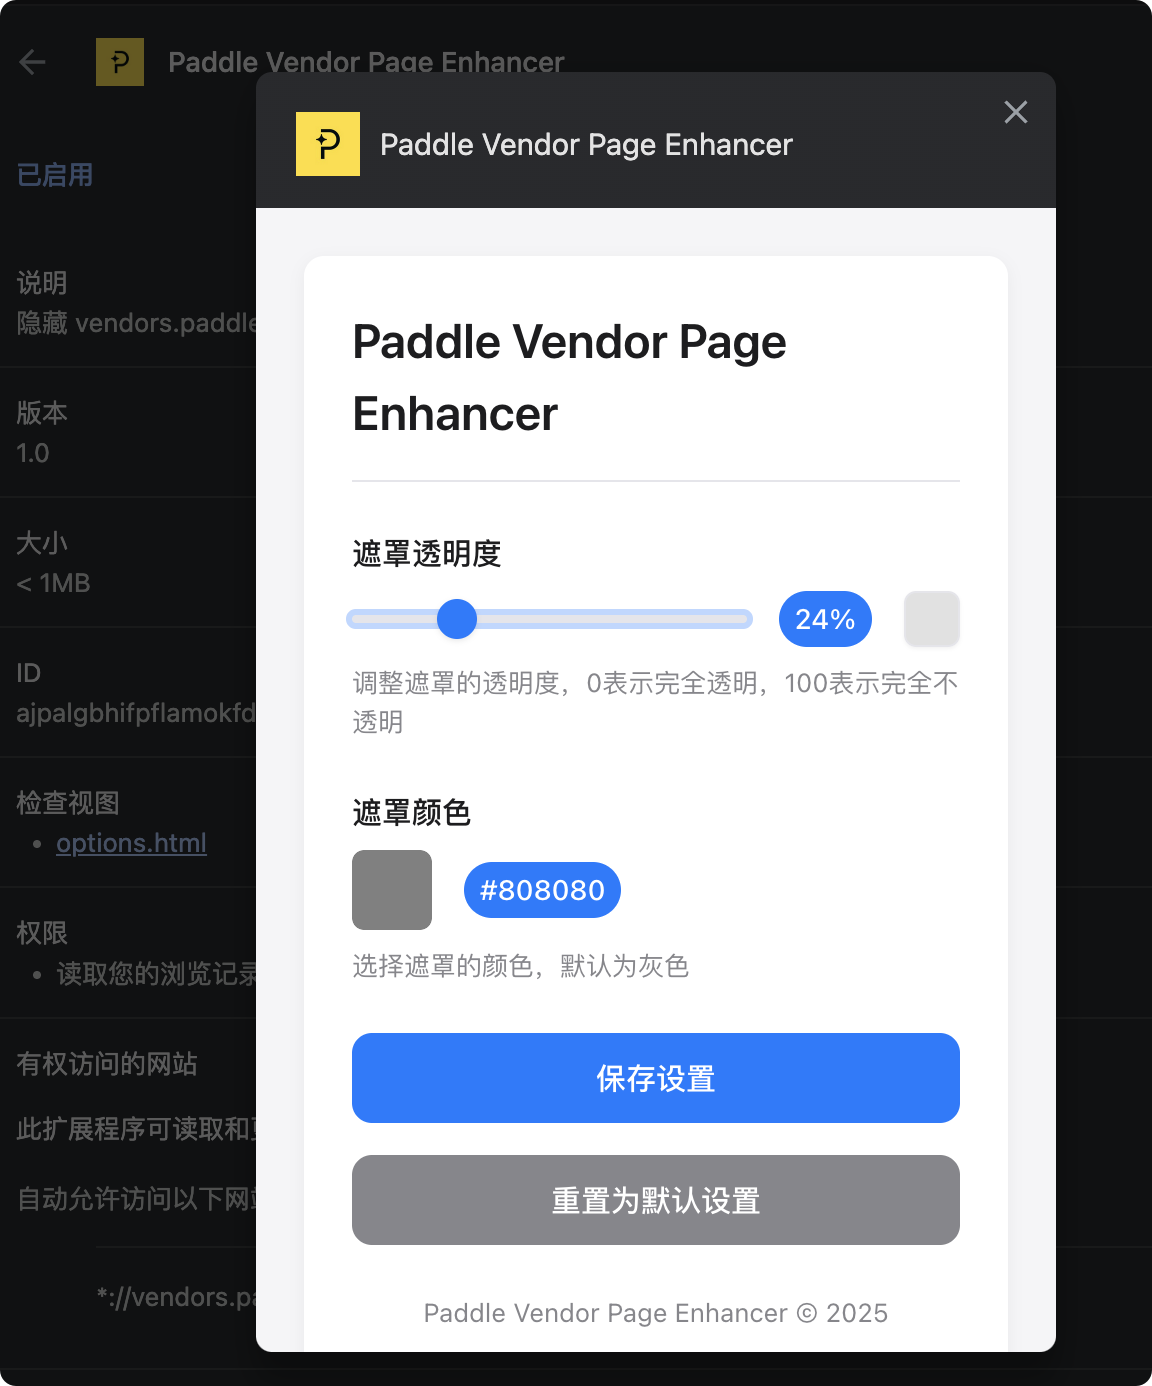 Paddle Vendor Page Enhancer
已启用
说明
隐藏 vendors.paddle
版本
1.0
大小
< 1MB
ID
ajpalgbhifpflamokfd
检查视图
• options.html
权限
• 读取您的浏览记录
有权访问的网站
此扩展程序可读取和
自动允许访问以下网
*://vendors.pa
Paddle Vendor Page Enhancer
Paddle Vendor Page
Enhancer
遮罩透明度
24%
调整遮罩的透明度，0表示完全透明，100表示完全不
透明
遮罩颜色
#808080
选择遮罩的颜色，默认为灰色
保存设置
重置为默认设置
Paddle Vendor Page Enhancer © 2025